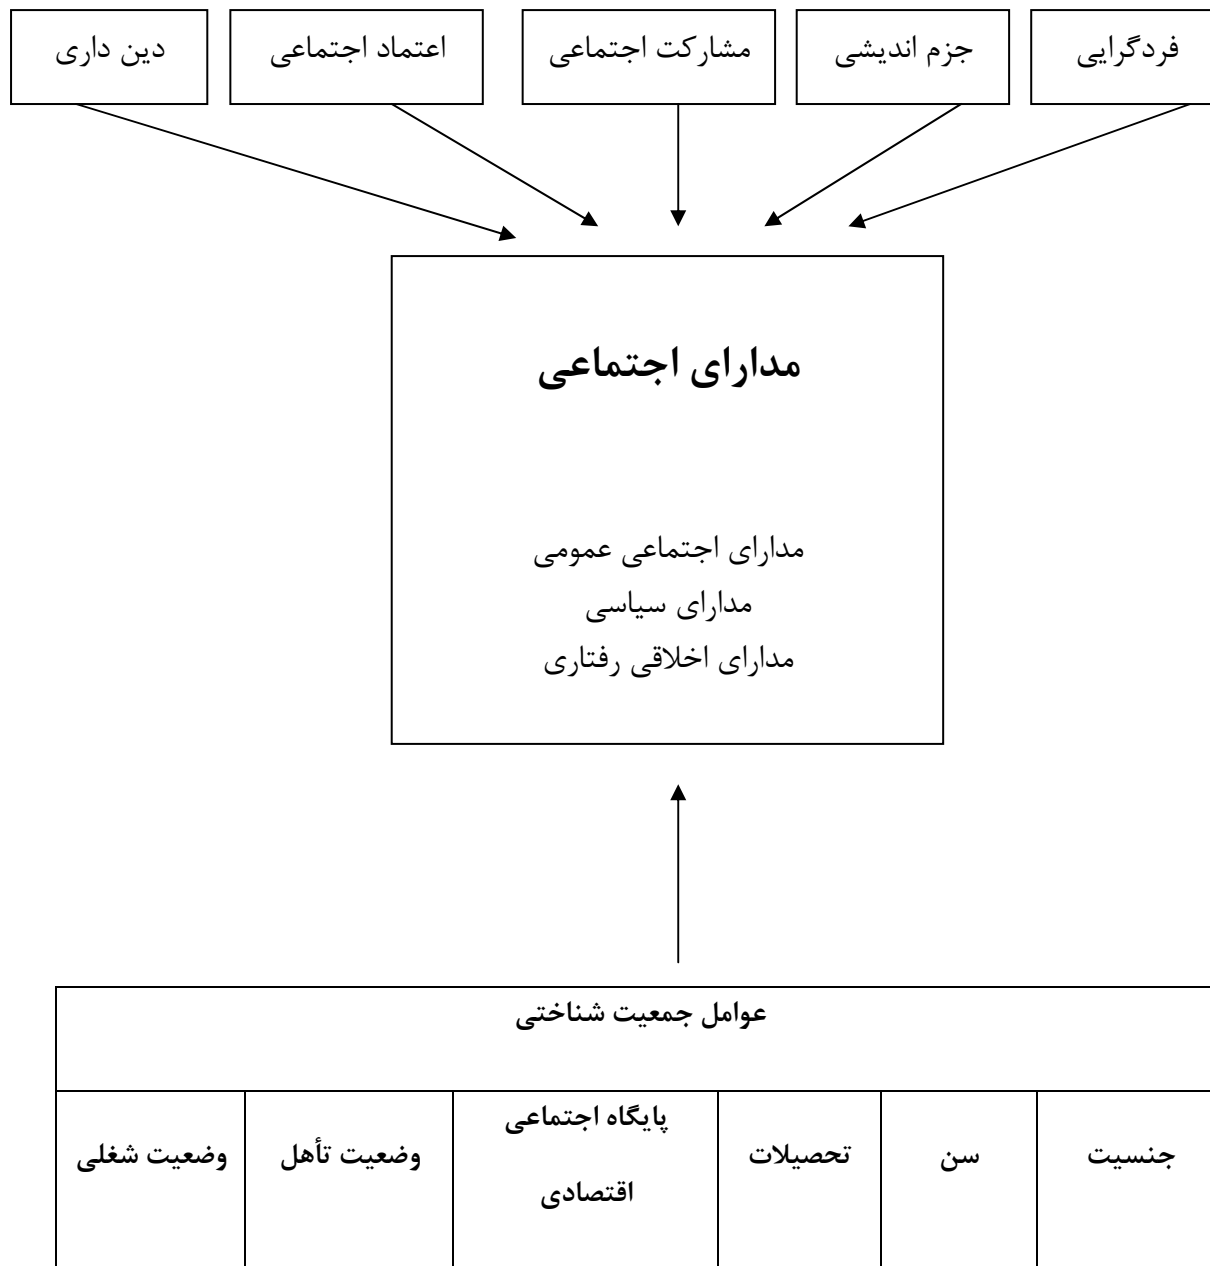 فردگرایی
جزم اندیشی
مشارکت اجتماعی
اعتماد اجتماعی
دین داری
مدارای اجتماعی
مدارای اجتماعی عمومی
مدارای سیاسی
مدارای اخلاقی رفتاری
عوامل جمعیت شناختی
جنسیت
سن
تحصیلات
پایگاه اجتماعی
اقتصادی
وضعیت تأهل
وضعیت شغلی